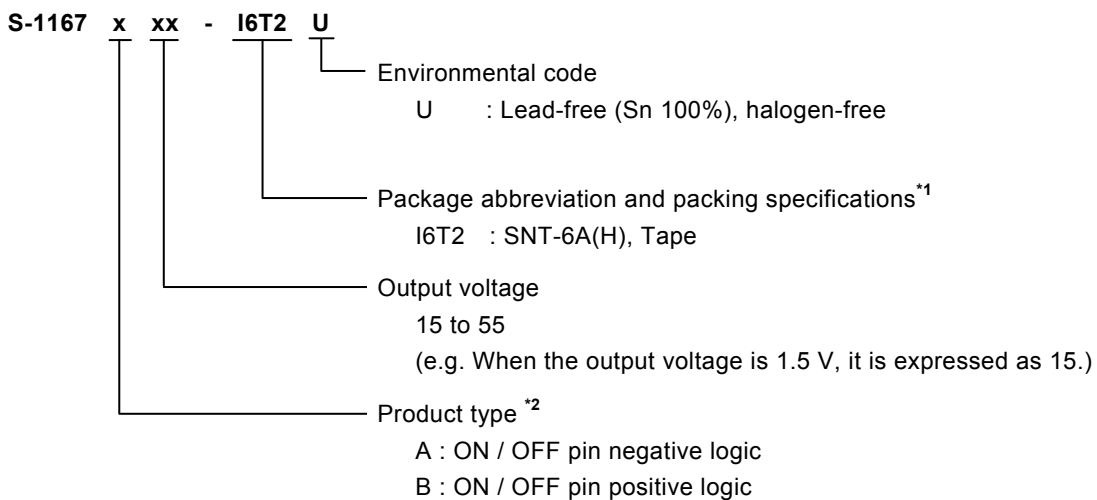 S-1167 x xx - I6T2 U
Environmental code
U : Lead-free (Sn 100%), halogen-free
Package abbreviation and packing specifications*1
I6T2 : SNT-6A(H), Tape
Output voltage
15 to 55
(e.g. When the output voltage is 1.5 V, it is expressed as 15.)
Product type *2
A : ON / OFF pin negative logic
B : ON / OFF pin positive logic